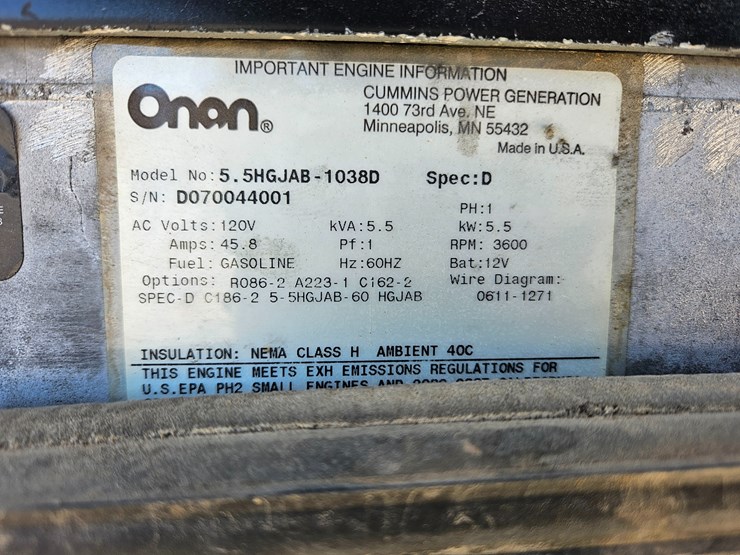 IMPORTANT ENGINE INFORMATION
Onan®
CUMMINS POWER GENERATION
1400 73rd Ave. NE
Minneapolis, MN 55432
Made in U.S.A.
Model No: 5.5HGJAB-1038D Spec:D
S/N: D070044001
PH:1
AC Volts: 120V kVA: 5.5 kW: 5.5
Amps: 45.8 Pf: 1 RPM: 3600
Fuel: GASOLINE Hz: 60HZ Bat: 12V
Options: R086-2 A223-1 C162-2 Wire Diagram:
SPEC-D C186-2 5-5HGJAB-60 HGJAB 0611-1271
INSULATION: NEMA CLASS H AMBIENT 40C
THIS ENGINE MEETS EXH EMISSIONS REGULATIONS FOR
U.S.EPA PH2 SMALL ENGINES AND